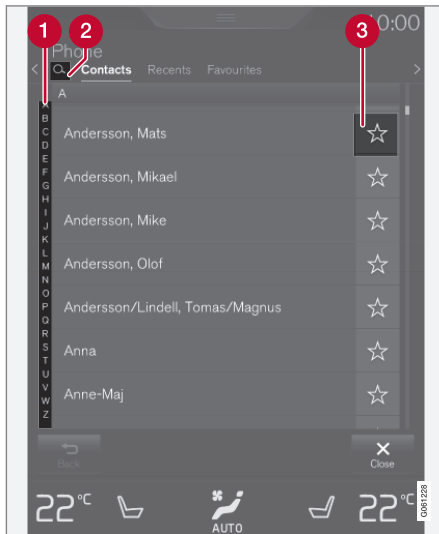 10:00
1
2
3
Phone
Contacts Recents Favourites
A
A
B
C
D
E
F
G
H
I
J
K
L
M
N
O
P
Q
R
S
T
U
V
W
Z
Andersson, Mats
Andersson, Mikael
Andersson, Mike
Andersson, Olof
Andersson/Lindell, Tomas/Magnus
Anna
Anne-Maj
Back
Close
22°C
AUTO
22°C
G061228